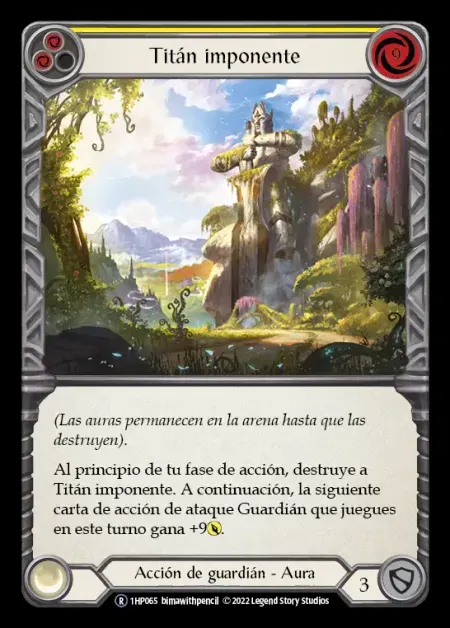 Titán imponente
9
(Las auras permanecen en la arena hasta que las
destruyen).
Al principio de tu fase de acción, destruye a
Titán imponente. A continuación, la siguiente
carta de acción de ataque Guardián que juegues
en este turno gana +9.
Acción de guardián - Aura
3
R 1HP065 bimawithpencil © 2022 Legend Story Studios